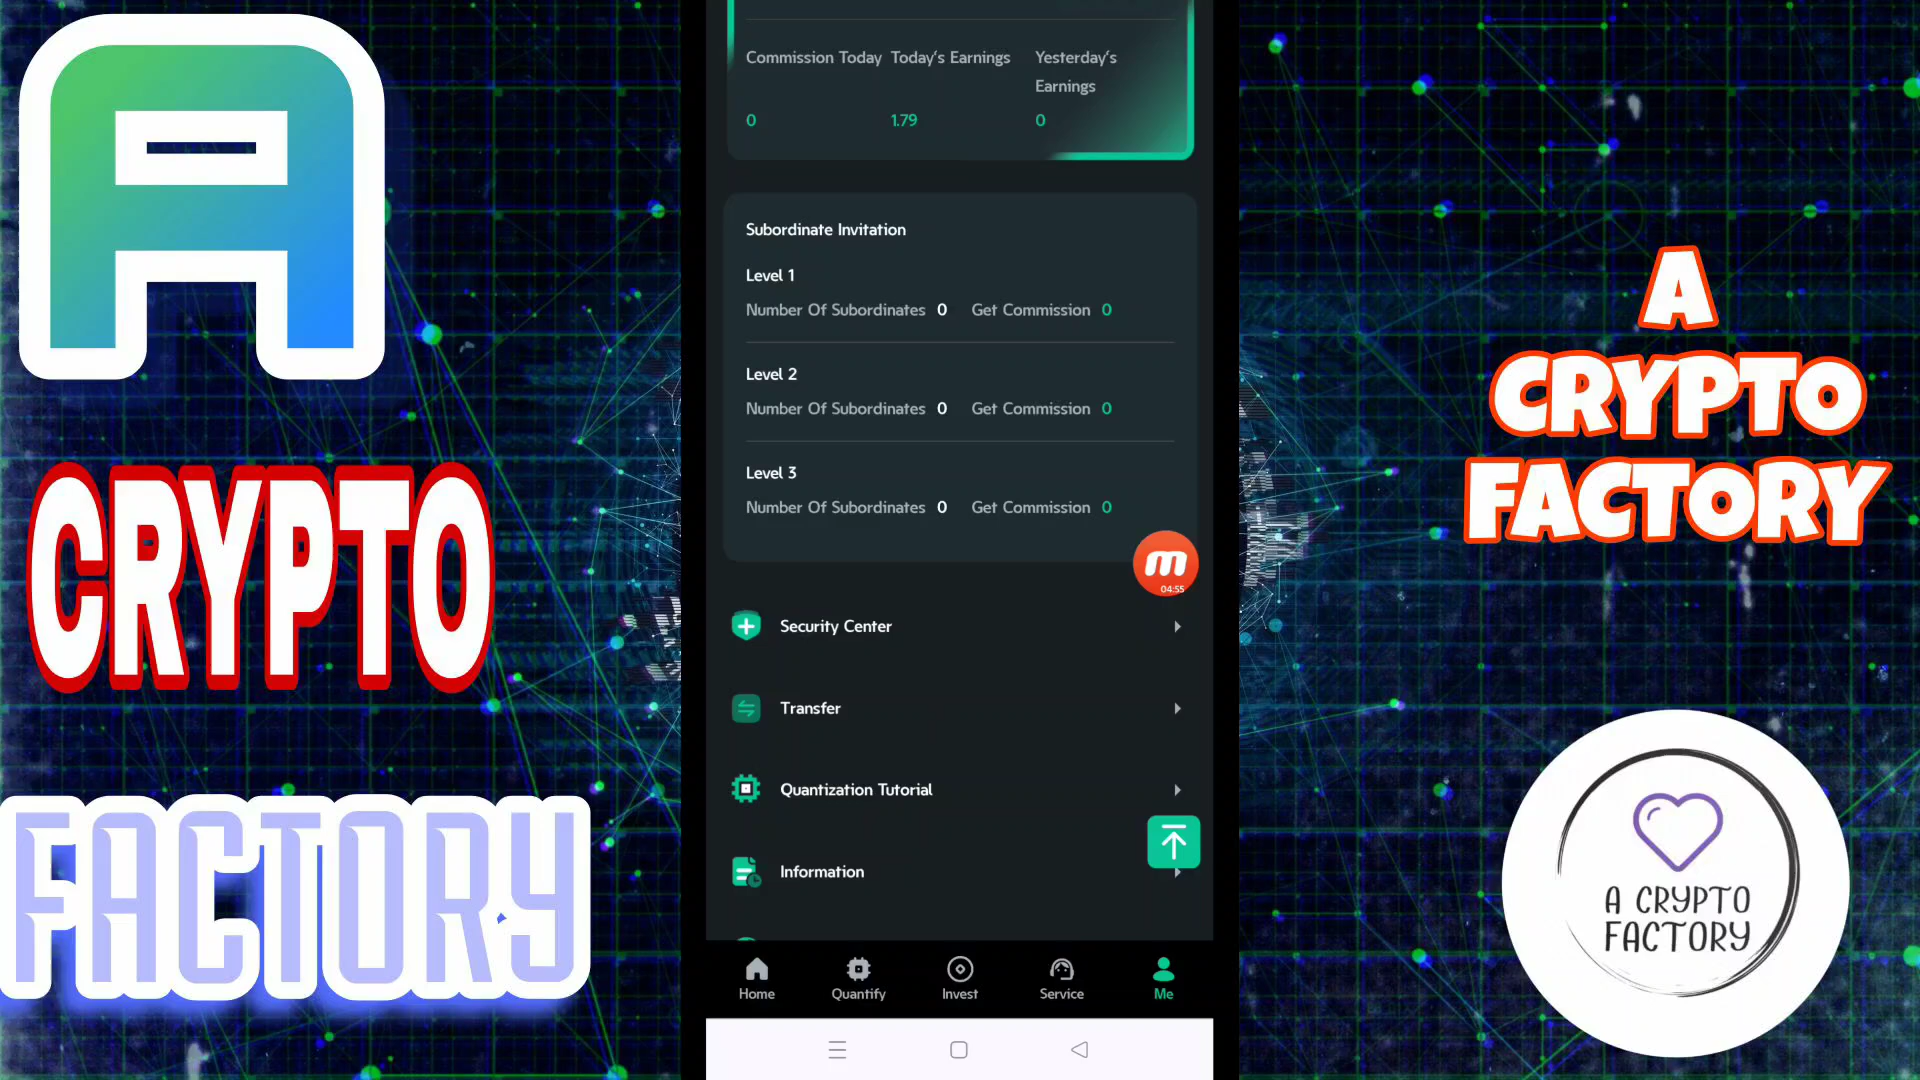 A
CRYPTO
FACTORY
Commission Today Today's Earnings Yesterday's
Earnings
0 1.79 0
Subordinate Invitation
Level 1
Number Of Subordinates 0 Get Commission 0
Level 2
Number Of Subordinates 0 Get Commission 0
Level 3
Number Of Subordinates 0 Get Commission 0
m
04:55
Security Center
Transfer
Quantization Tutorial
Information
Home Quantify Invest Service Me
A
CRYPTO
FACTORY
A CRYPTO
FACTORY